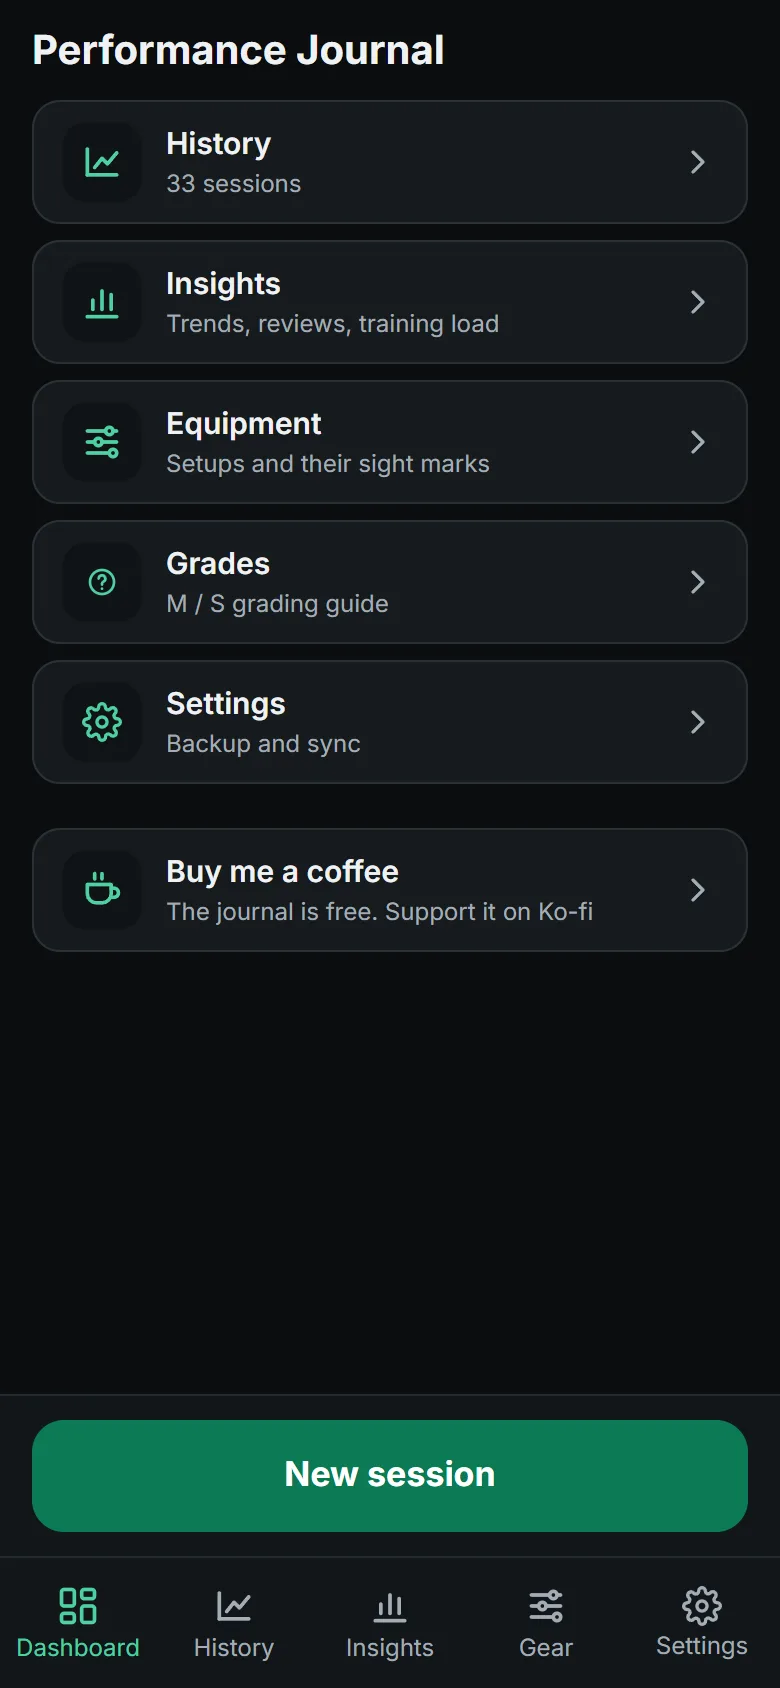 Performance Journal
History
33 sessions
Insights
Trends, reviews, training load
Equipment
Setups and their sight marks
Grades
M / S grading guide
Settings
Backup and sync
Buy me a coffee
The journal is free. Support it on Ko-fi
New session
Dashboard
History
Insights
Gear
Settings